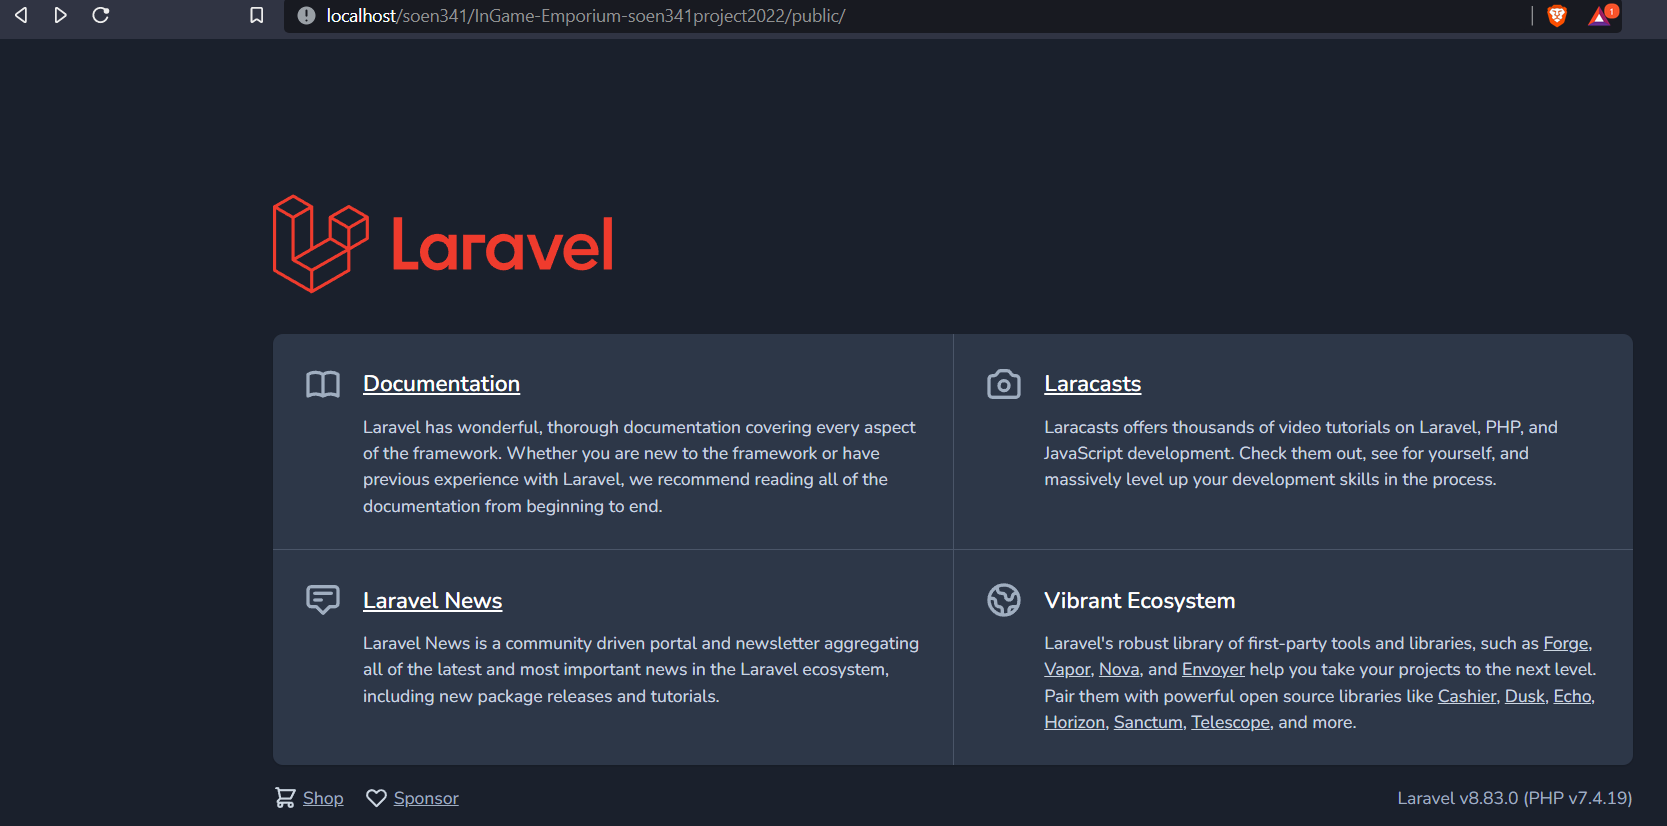 localhost/soen341/InGame-Emporium-soen341project2022/public/
1
Laravel
Documentation
Laravel has wonderful, thorough documentation covering every aspect
of the framework. Whether you are new to the framework or have
previous experience with Laravel, we recommend reading all of the
documentation from beginning to end.
Laracasts
Laracasts offers thousands of video tutorials on Laravel, PHP, and
JavaScript development. Check them out, see for yourself, and
massively level up your development skills in the process.
Laravel News
Laravel News is a community driven portal and newsletter aggregating
all of the latest and most important news in the Laravel ecosystem,
including new package releases and tutorials.
Vibrant Ecosystem
Laravel's robust library of first-party tools and libraries, such as Forge,
Vapor, Nova, and Envoyer help you take your projects to the next level.
Pair them with powerful open source libraries like Cashier, Dusk, Echo,
Horizon, Sanctum, Telescope, and more.
Shop Sponsor
Laravel v8.83.0 (PHP v7.4.19)